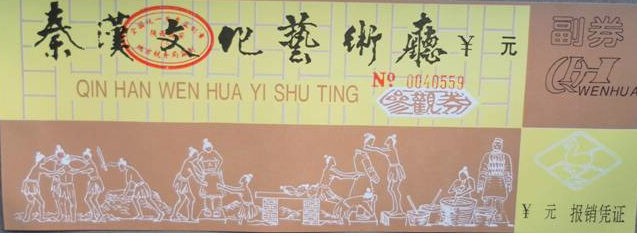 秦漢文化藝術廳 ¥ 元
QIN HAN WEN HUA YI SHU TING
№ 0040559
參觀券
副券
QH
WENHUA
¥ 元 报销凭证